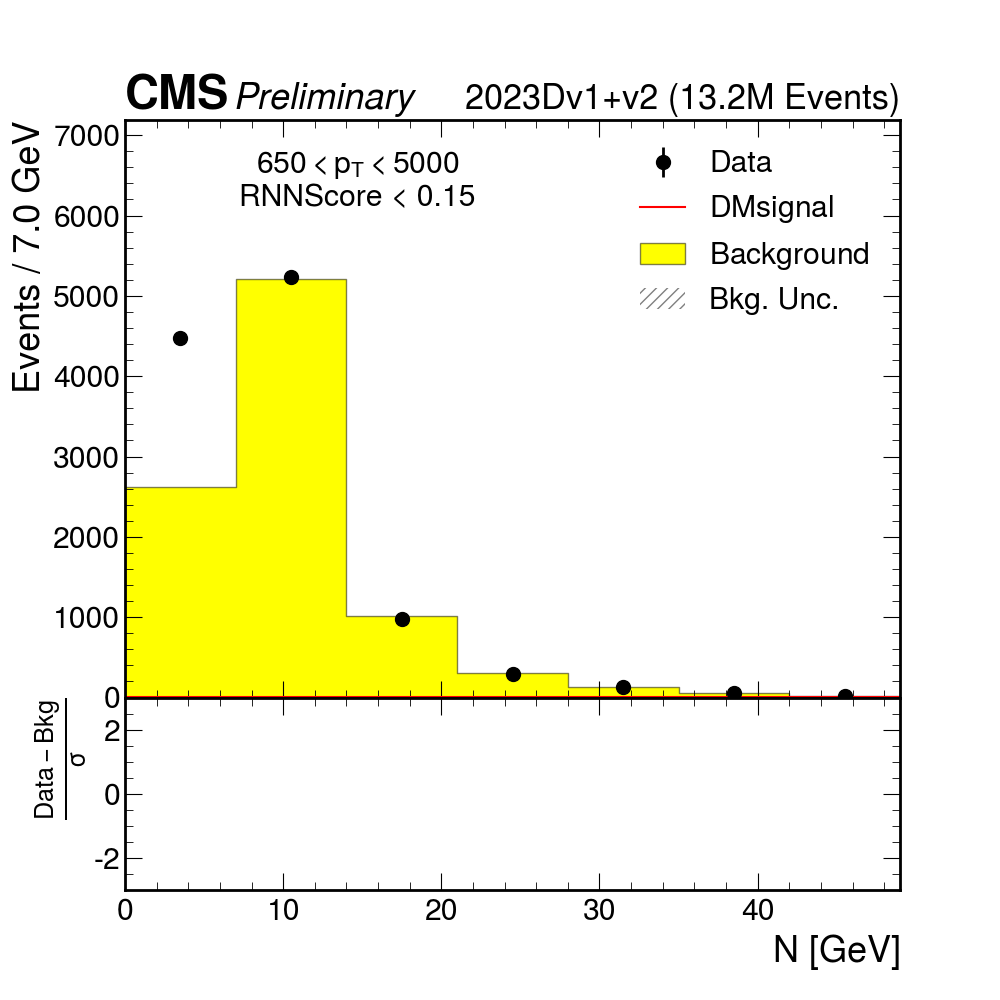 CMS Preliminary 2023Dv1+v2 (13.2M Events)
Events / 7.0 GeV
7000
6000
5000
4000
3000
2000
1000
0
650 < pT < 5000
RNNScore < 0.15
Data
DMsignal
Background
Bkg. Unc.
Data – Bkg
σ
2
0
-2
0 10 20 30 40
N [GeV]